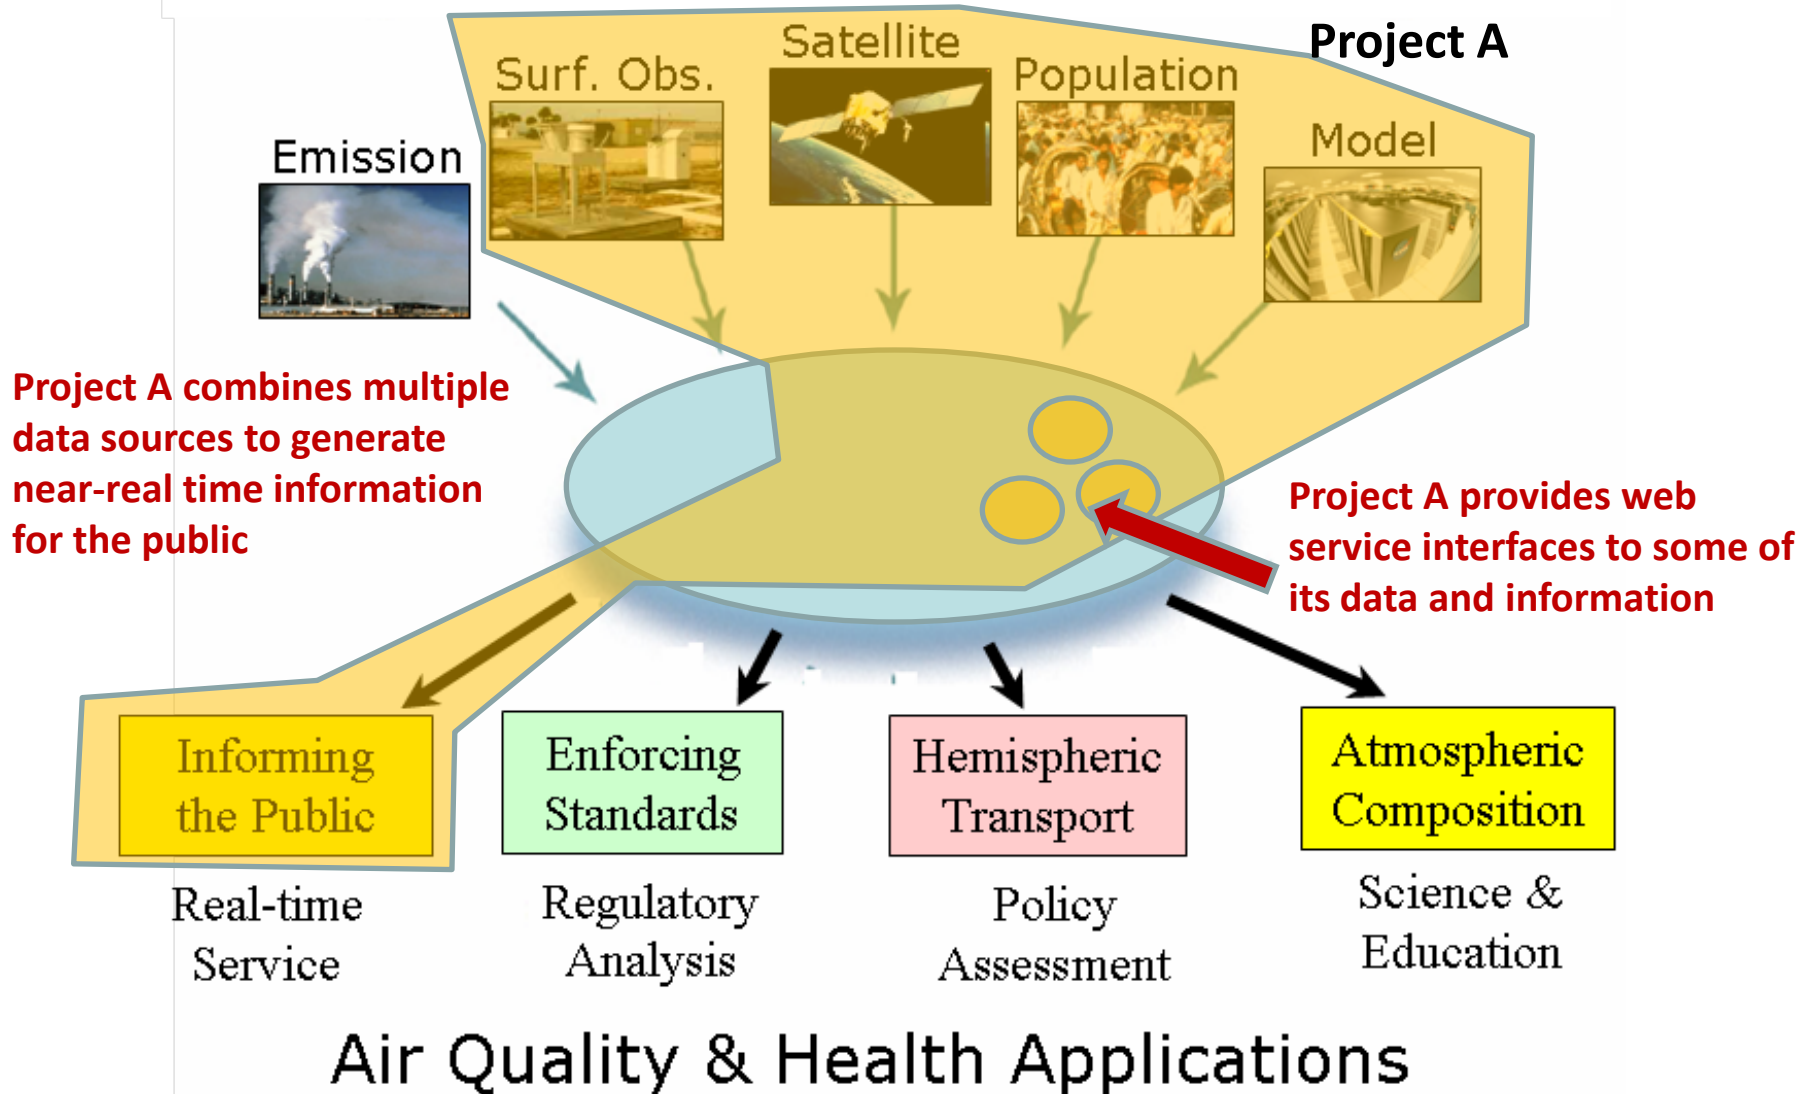 Project A
Satellite
Surf. Obs.
Population
Model
Emission
Project A combines multiple
data sources to generate
near-real time information
for the public
Project A provides web
service interfaces to some of
its data and information
Informing
the Public
Enforcing
Standards
Hemispheric
Transport
Atmospheric
Composition
Real-time
Service
Regulatory
Analysis
Policy
Assessment
Science &
Education
Air Quality & Health Applications